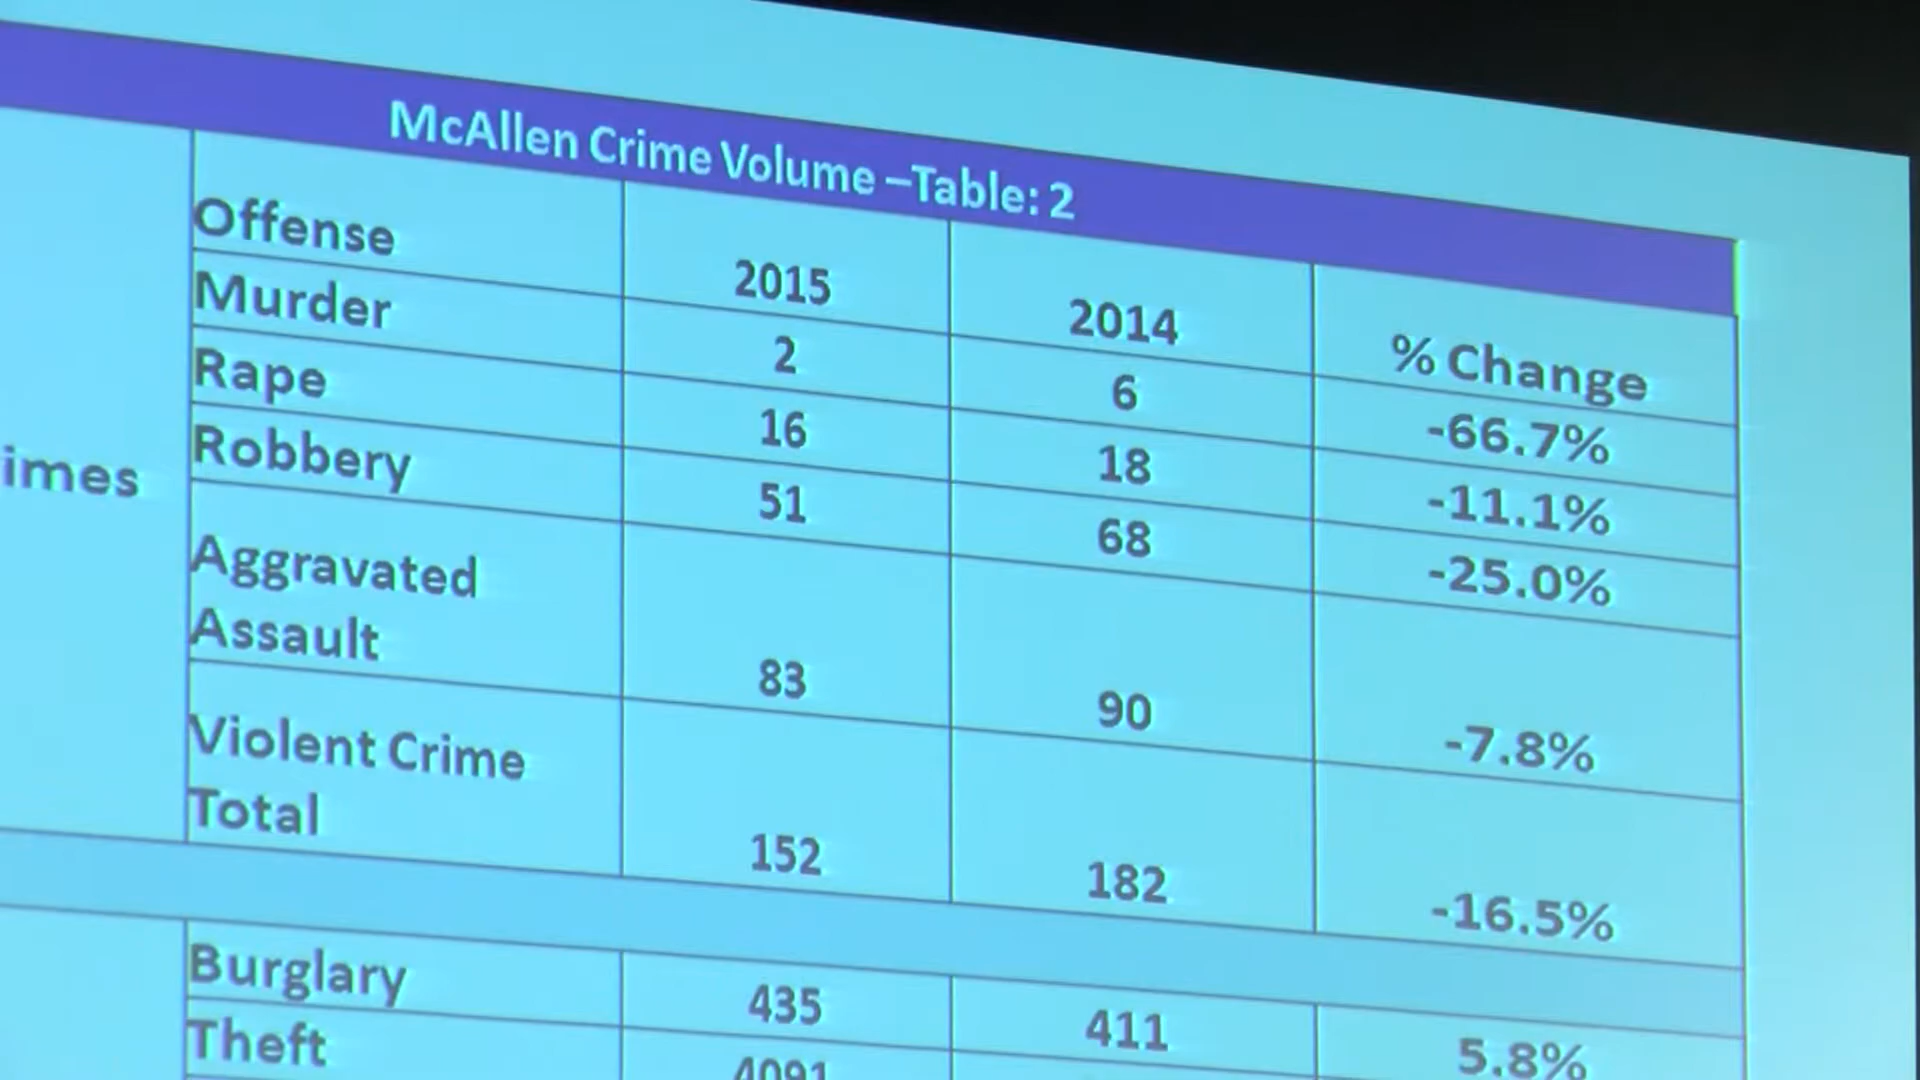 McAllen Crime Volume –Table: 2
Offense 2015 2014 % Change
Murder 2 6 -66.7%
Rape 16 18 -11.1%
Robbery 51 68 -25.0%
imes
Aggravated
Assault 83 90 -7.8%
Violent Crime
Total 152 182 -16.5%
Burglary 435 411 5.8%
Theft 4091